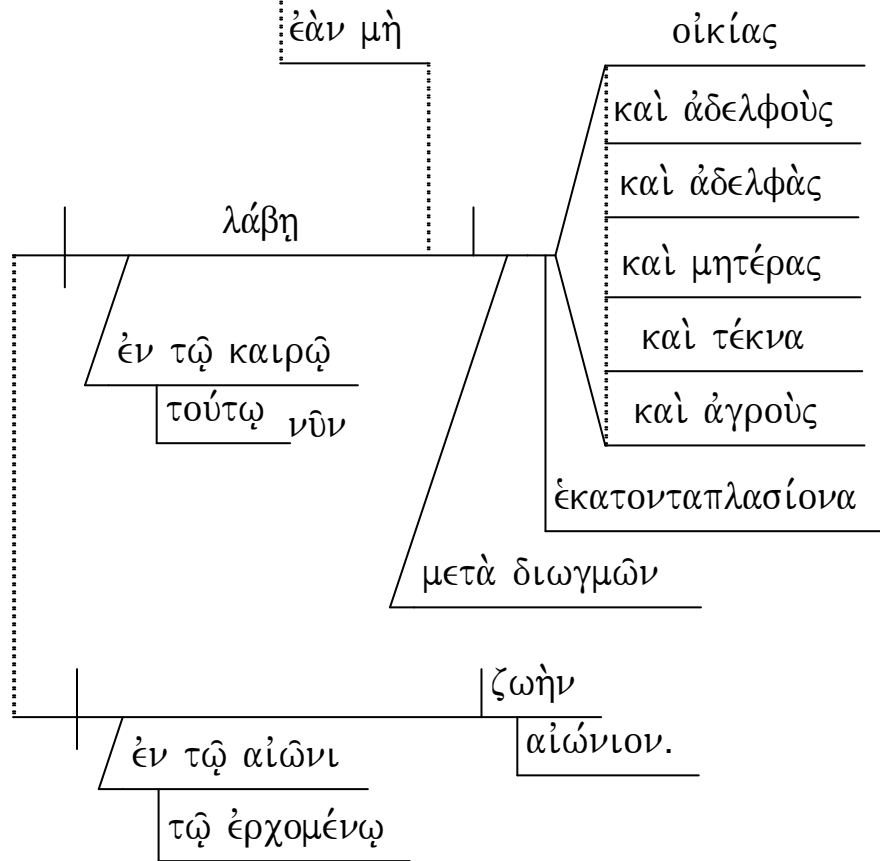 ἐὰν μὴ
οἰκίας
καὶ ἀδελφοὺς
καὶ ἀδελφὰς
λάβῃ
καὶ μητέρας
καὶ τέκνα
ἐν τῷ καιρῷ
τούτῳ νῦν
καὶ ἀγροὺς
ἑκατονταπλασίονα
μετὰ διωγμῶν
ζωὴν
αἰώνιον.
ἐν τῷ αἰῶνι
τῷ ἐρχομένῳ